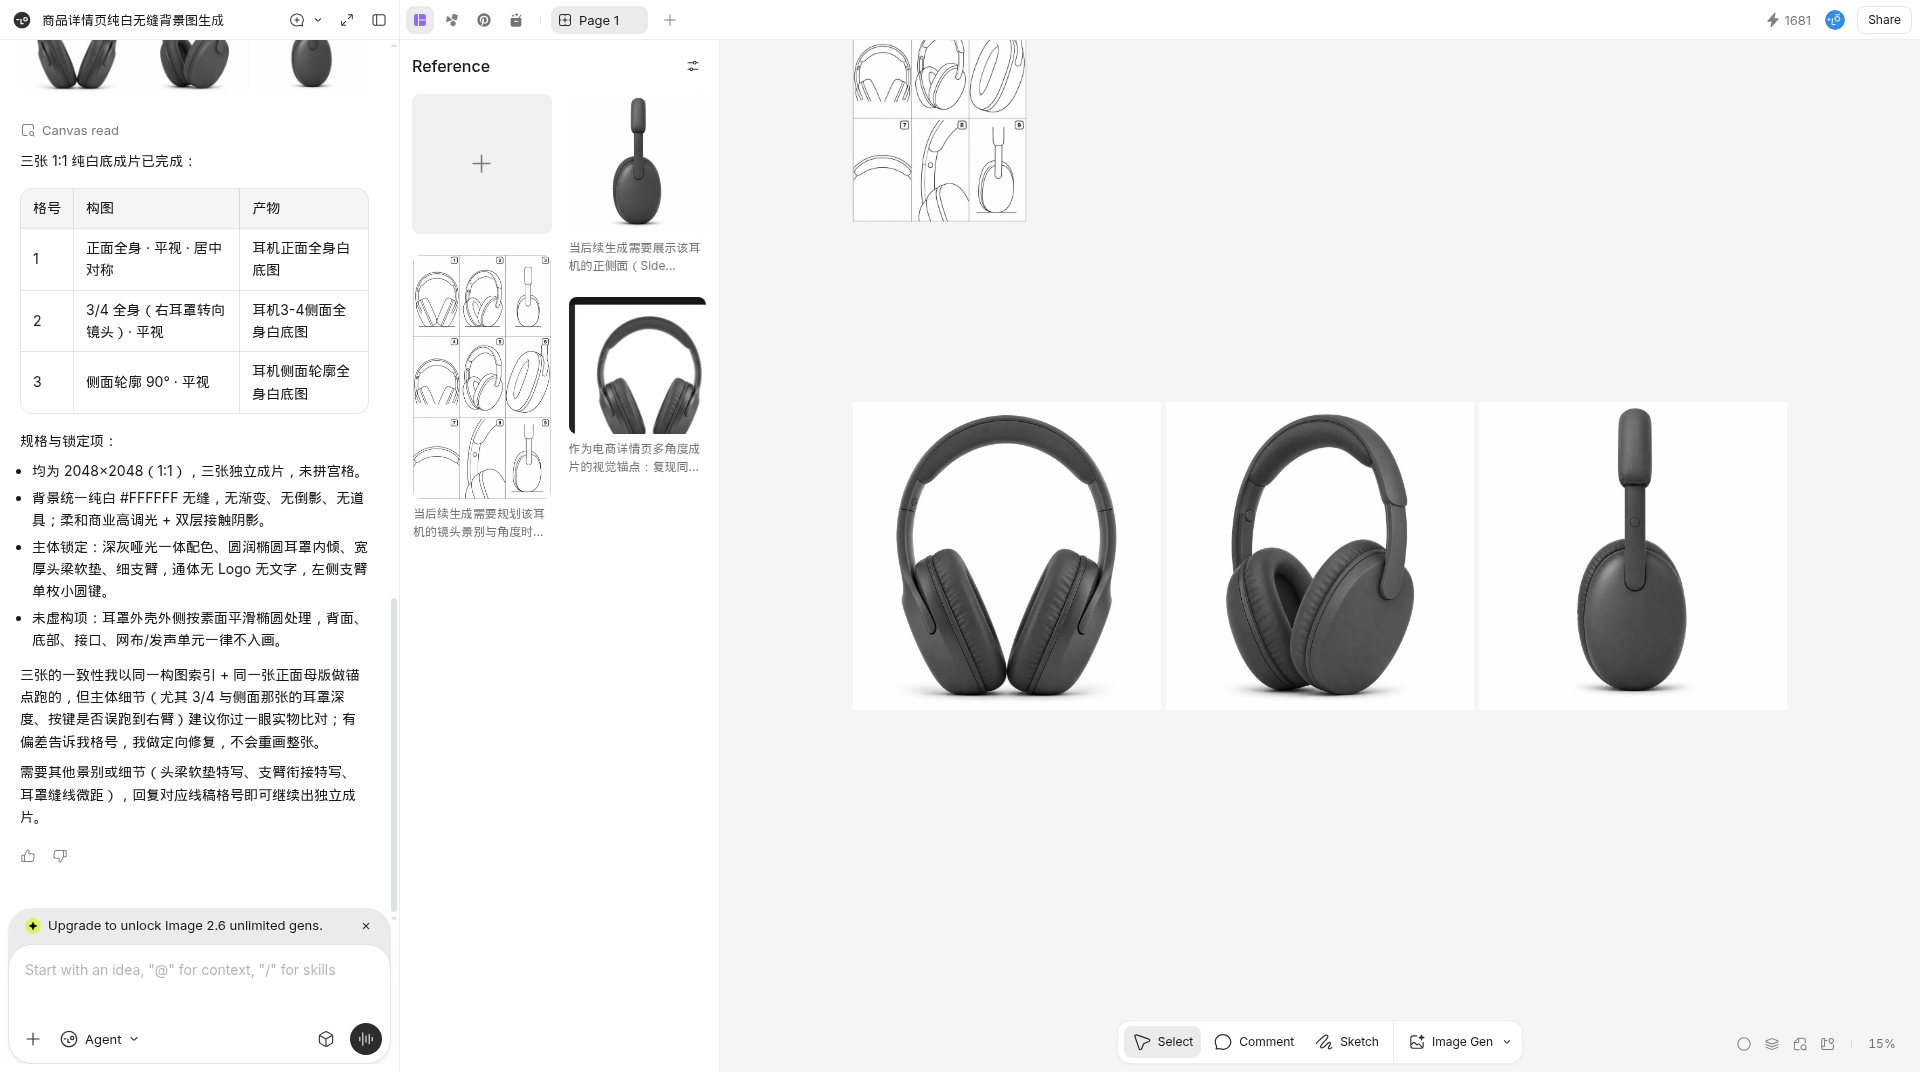 商品详情页纯白无缝背景图生成
Page 1
1681
Share
Canvas read
三张 1:1 纯白底成片已完成：
格号 构图 产物
1 正面全身 · 平视 · 居中对称 耳机正面全身白底图
2 3/4 全身（右耳罩转向镜头）· 平视 耳机3-4侧面全身白底图
3 侧面轮廓 90° · 平视 耳机侧面轮廓全身白底图
规格与锁定项：
均为 2048×2048（1:1），三张独立成片，未拼宫格。
背景统一纯白 #FFFFFF 无缝，无渐变、无倒影、无道
具；柔和商业高调光 + 双层接触阴影。
主体锁定：深灰哑光一体配色、圆润椭圆耳罩内倾、宽
厚头梁软垫、细支臂，通体无 Logo 无文字，左侧支臂
单枚小圆键。
未虚构项：耳罩外壳外侧按素面平滑椭圆处理，背面、
底部、接口、网布/发声单元一律不入画。
三张的一致性我以同一构图索引 + 同一张正面母版做锚
点跑的，但主体细节（尤其 3/4 与侧面那张的耳罩深
度、按键是否误跑到右臂）建议你过一眼实物比对；有
偏差告诉我格号，我做定向修复，不会重画整张。
需要其他景别或细节（头梁软垫特写、支臂衔接特写、
耳罩缝线微距），回复对应线稿格号即可继续出独立成
片。
Upgrade to unlock Image 2.6 unlimited gens.
Start with an idea, "@" for context, "/" for skills
Agent
Reference
当后续生成需要展示该耳
机的正侧面（Side...
1 2 3
4 5 6
7 8 9
当后续生成需要规划该耳
机的镜头景别与角度时...
作为电商详情页多角度成
片的视觉锚点：复现同...
7 8 9
Select
Comment
Sketch
Image Gen
15%